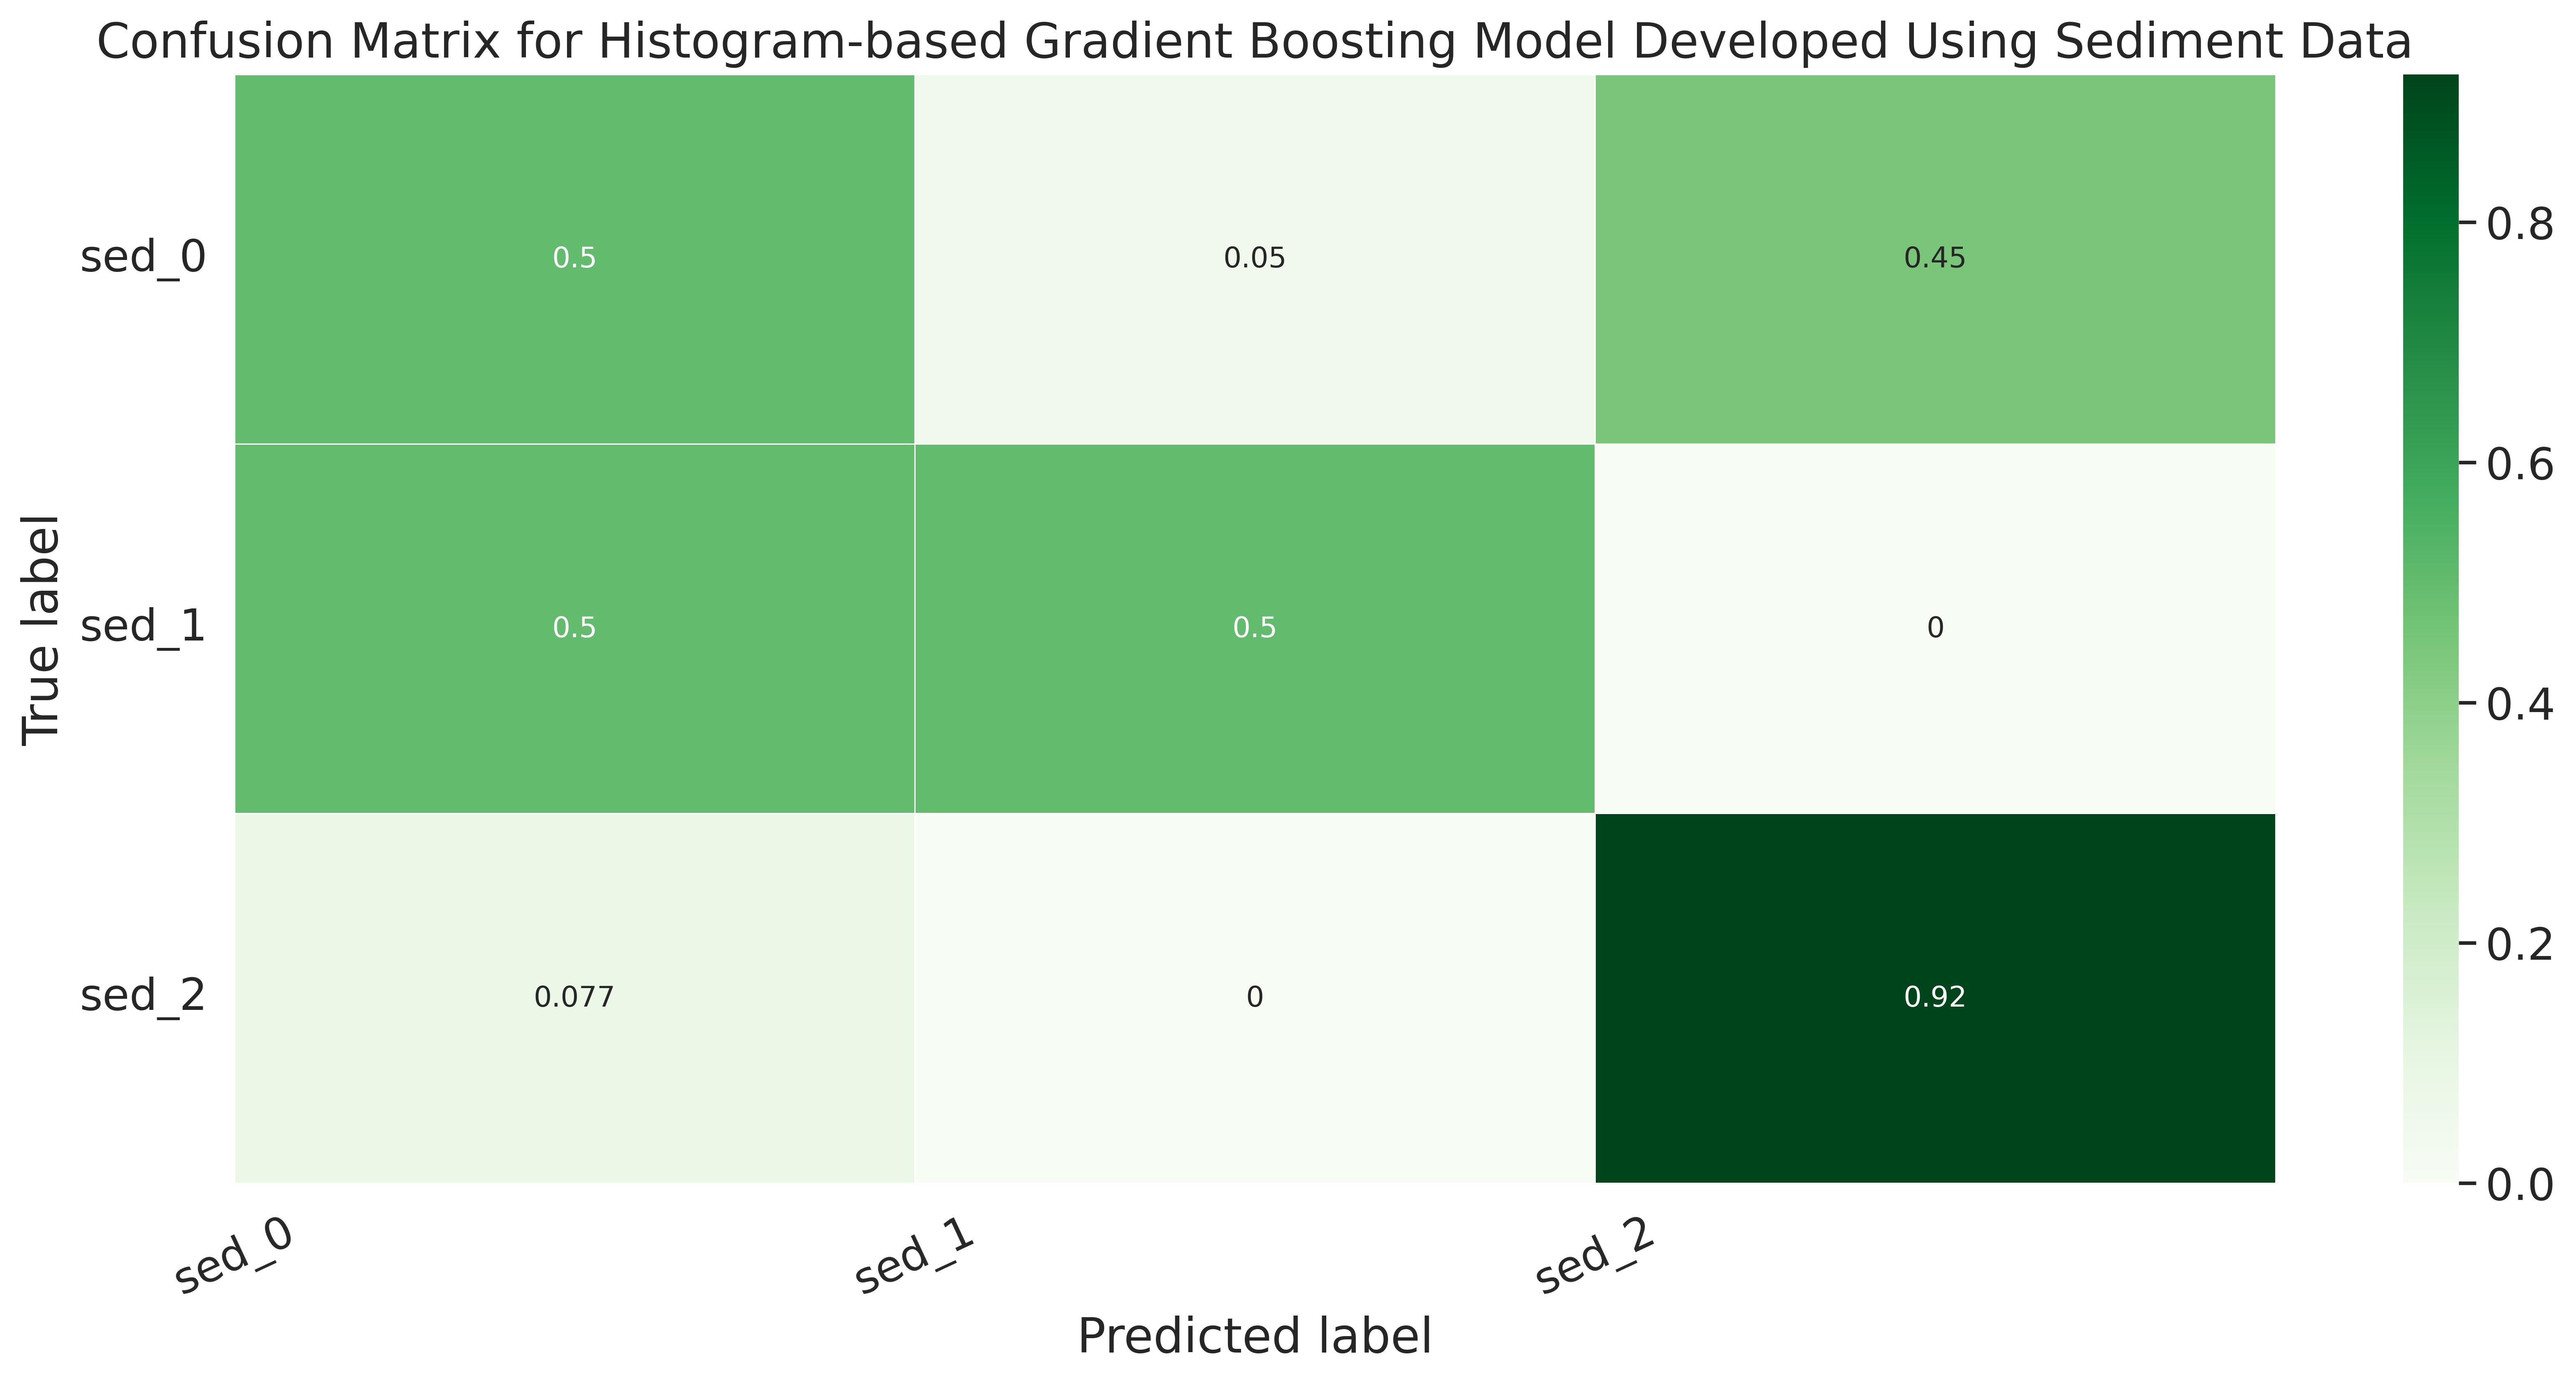 Confusion Matrix for Histogram-based Gradient Boosting Model Developed Using Sediment Data
True label
sed_0
0.5
0.05
0.45
sed_1
0.5
0.5
0
sed_2
0.077
0
0.92
sed_0
sed_1
sed_2
Predicted label
0.8
0.6
0.4
0.2
0.0